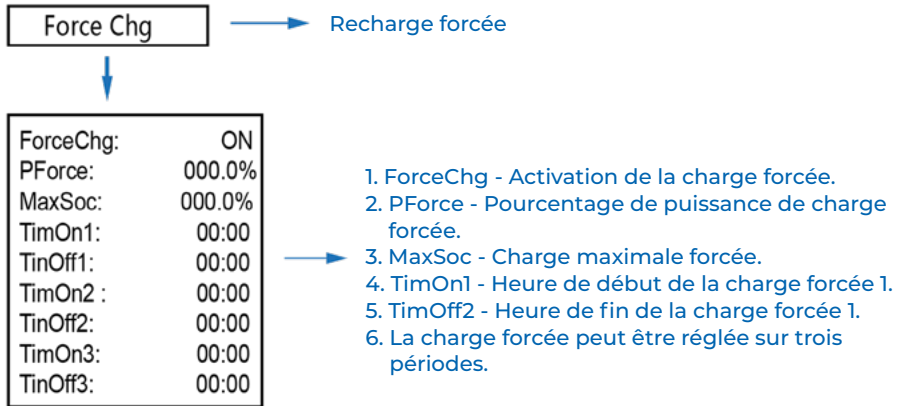 Force Chg
Recharge forcée
ForceChg: ON
PForce: 000.0%
MaxSoc: 000.0%
TimOn1: 00:00
TinOff1: 00:00
TimOn2 : 00:00
TinOff2: 00:00
TimOn3: 00:00
TinOff3: 00:00
1. ForceChg - Activation de la charge forcée.
2. PForce - Pourcentage de puissance de charge
forcée.
3. MaxSoc - Charge maximale forcée.
4. TimOn1 - Heure de début de la charge forcée 1.
5. TimOff2 - Heure de fin de la charge forcée 1.
6. La charge forcée peut être réglée sur trois
périodes.